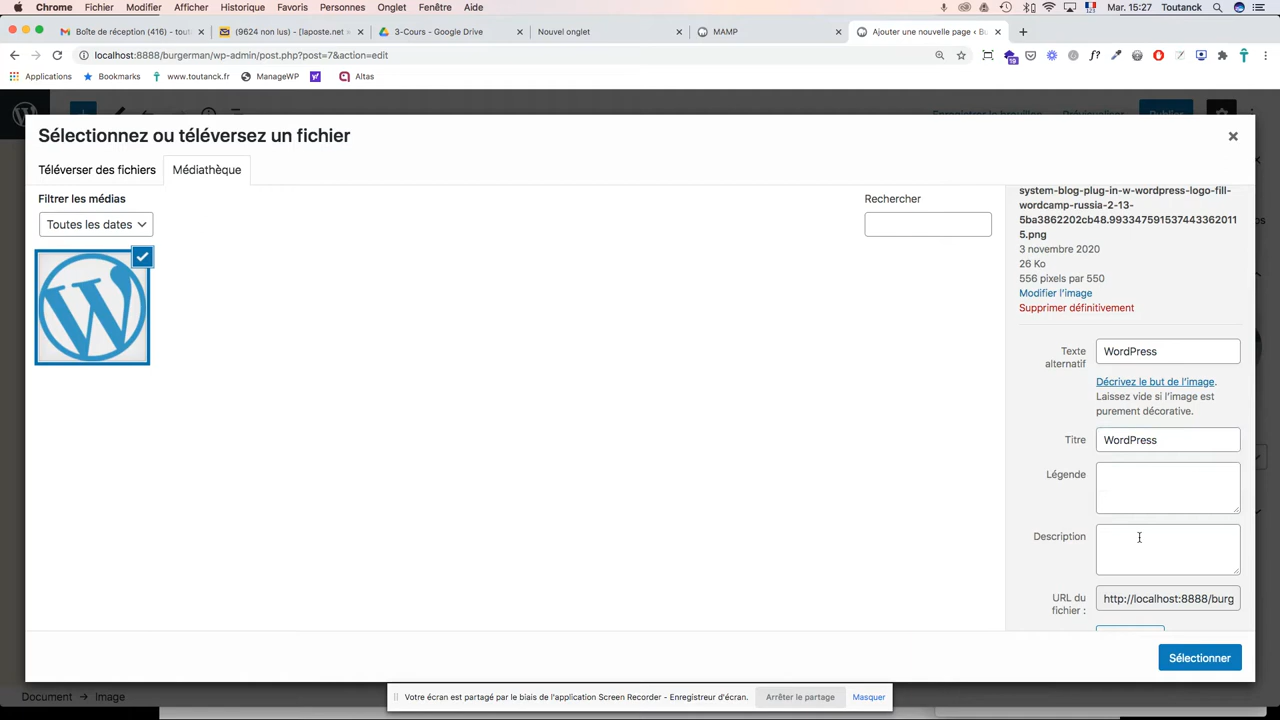 Chrome Fichier Modifier Afficher Historique Favoris Personnes Onglet Fenêtre Aide Mar. 15:27 Toutanck
Boîte de réception (416) - tout (9624 non lus) - [laposte.net 3-Cours - Google Drive Nouvel onglet MAMP Ajouter une nouvelle page ‹ B
localhost:8888/burgerman/wp-admin/post.php?post=7&action=edit
Applications Bookmarks www.toutanck.fr ManageWP Altas
19
Enregistrer le brouillon Prévisualiser Publier
Sélectionnez ou téléversez un fichier
Téléverser des fichiers Médiathèque
Filtrer les médias
Toutes les dates
Rechercher
system-blog-plug-in-w-wordpress-logo-fill-
wordcamp-russia-2-13-
5ba3862202cb48.993347591537443362011
5.png
3 novembre 2020
26 Ko
556 pixels par 550
Modifier l'image
Supprimer définitivement
Texte alternatif
WordPress
Décrivez le but de l'image.
Laissez vide si l'image est
purement décorative.
Titre WordPress
Légende
Description
URL du fichier :
http://localhost:8888/burg
Sélectionner
Document → Image
Votre écran est partagé par le biais de l'application Screen Recorder - Enregistreur d'écran. Arrêter le partage Masquer